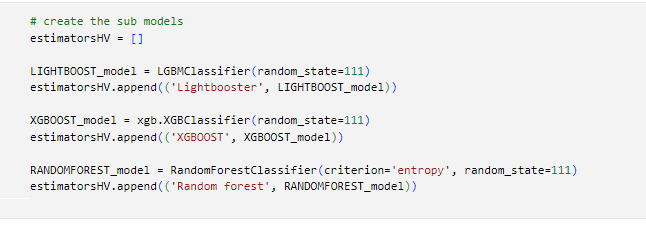 # create the sub models
estimatorsHV = []
LIGHTBOOST_model = LGBMClassifier(random_state=111)
estimatorsHV.append(('Lightbooster', LIGHTBOOST_model))
XGBOOST_model = xgb.XGBClassifier(random_state=111)
estimatorsHV.append(('XGBOOST', XGBOOST_model))
RANDOMFOREST_model = RandomForestClassifier(criterion='entropy', random_state=111)
estimatorsHV.append(('Random forest', RANDOMFOREST_model))